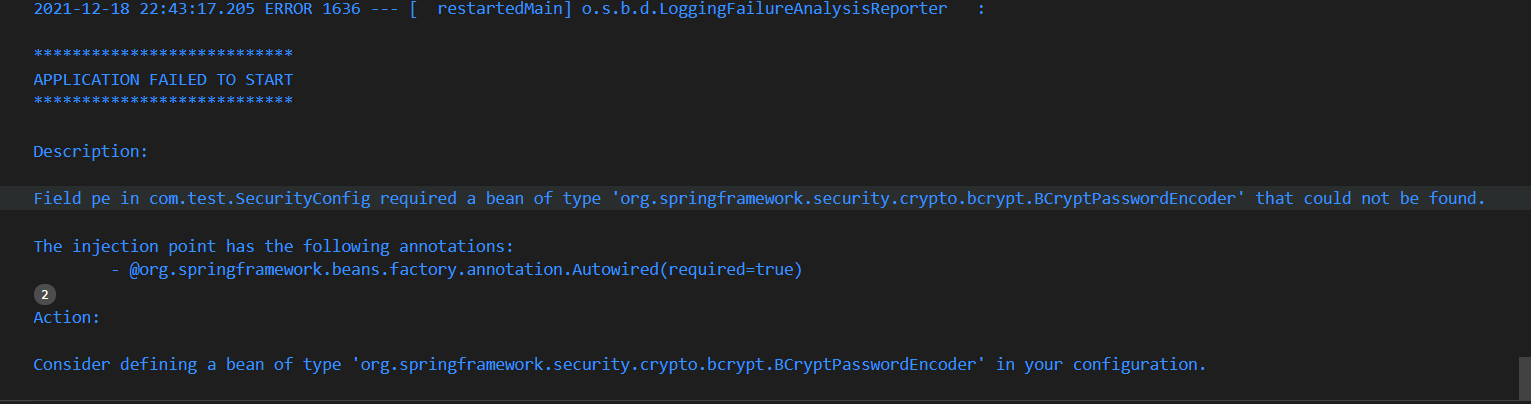 2021-12-18 22:43:17.205 ERROR 1636 --- [  restartedMain] o.s.b.d.LoggingFailureAnalysisReporter   :
***************************
APPLICATION FAILED TO START
***************************
Description:
Field pe in com.test.SecurityConfig required a bean of type 'org.springframework.security.crypto.bcrypt.BCryptPasswordEncoder' that could not be found.
The injection point has the following annotations:
        - @org.springframework.beans.factory.annotation.Autowired(required=true)
2
Action:
Consider defining a bean of type 'org.springframework.security.crypto.bcrypt.BCryptPasswordEncoder' in your configuration.